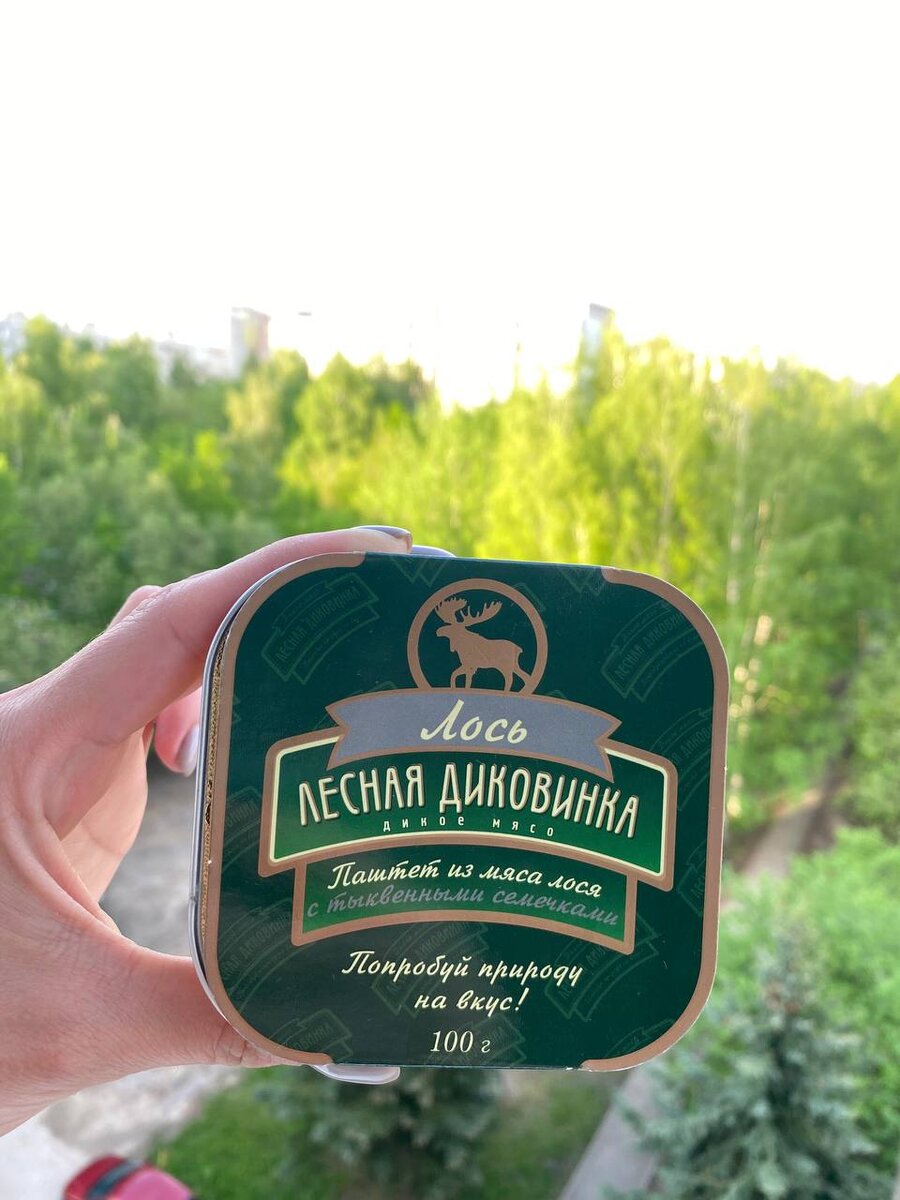 Лось
ЛЕСНАЯ ДИКОВИНКА
дикое мясо
Паштет из мяса лося
с тыквенными семечками
Попробуй природу
на вкус!
100 г